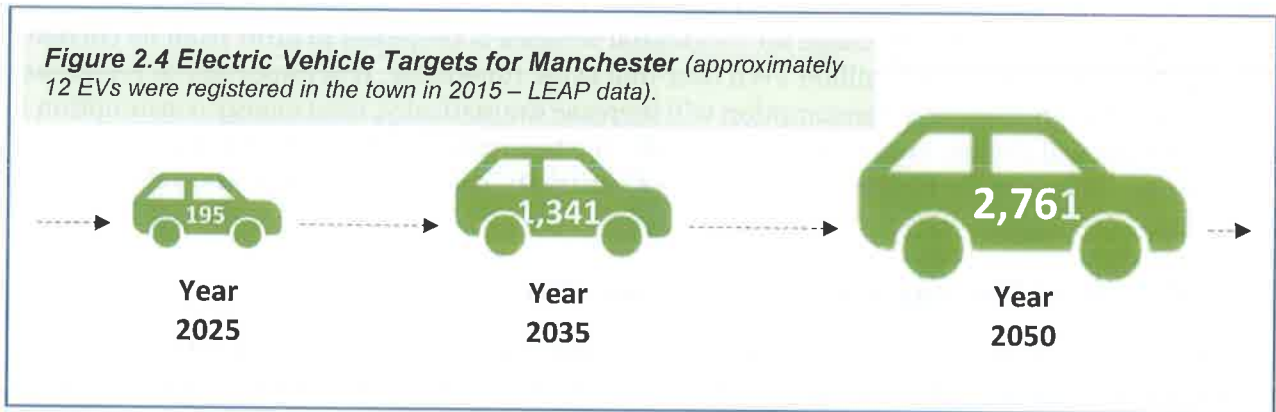 Figure 2.4 Electric Vehicle Targets for Manchester (approximately
12 EVs were registered in the town in 2015 – LEAP data).
195
1,341
2,761
Year
2025
Year
2035
Year
2050